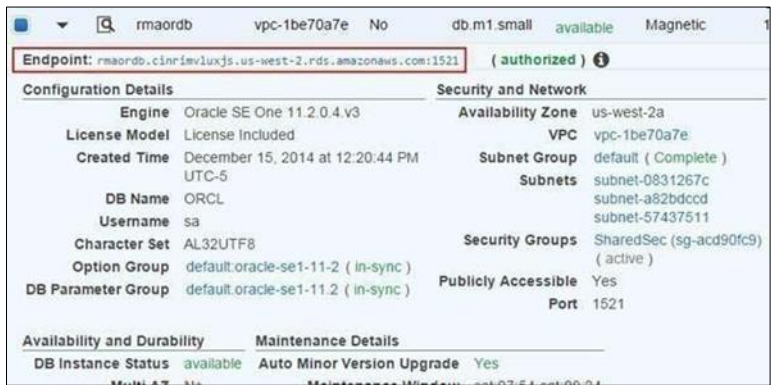 rmaordb vpc-1be70a7e No db.m1.small available Magnetic 1
Endpoint: rmaordb.cinrimvluxjs.us-west-2.rds.amazonaws.com:1521 ( authorized )
Configuration Details
Engine Oracle SE One 11.2.0.4.v3
License Model License Included
Created Time December 15, 2014 at 12:20:44 PM
UTC-5
DB Name ORCL
Username sa
Character Set AL32UTF8
Option Group default:oracle-se1-11-2 ( in-sync )
DB Parameter Group default.oracle-se1-11.2 ( in-sync )
Security and Network
Availability Zone us-west-2a
VPC vpc-1be70a7e
Subnet Group default ( Complete )
Subnets subnet-0831267c
subnet-a82bdccd
subnet-57437511
Security Groups SharedSec (sg-acd90fc9)
( active )
Publicly Accessible Yes
Port 1521
Availability and Durability
DB Instance Status available
Multi AZ No
Maintenance Details
Auto Minor Version Upgrade Yes
Maintenance Window